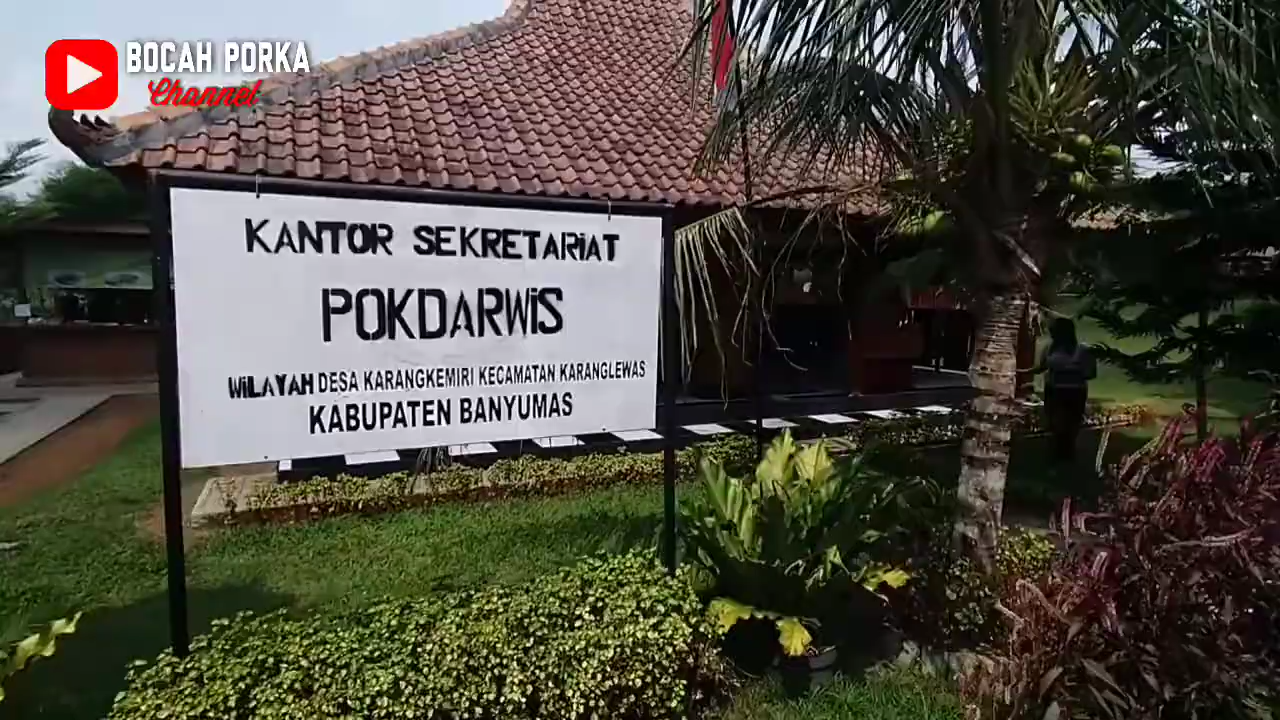 BOCAH PORKA
Channel
KANTOR SEKRETARiAT
POKDARWiS
WiLAYAH DESA KARANGKEMIRI KECAMATAN KARANGLEWAS
KABUPATEN BANYUMAS